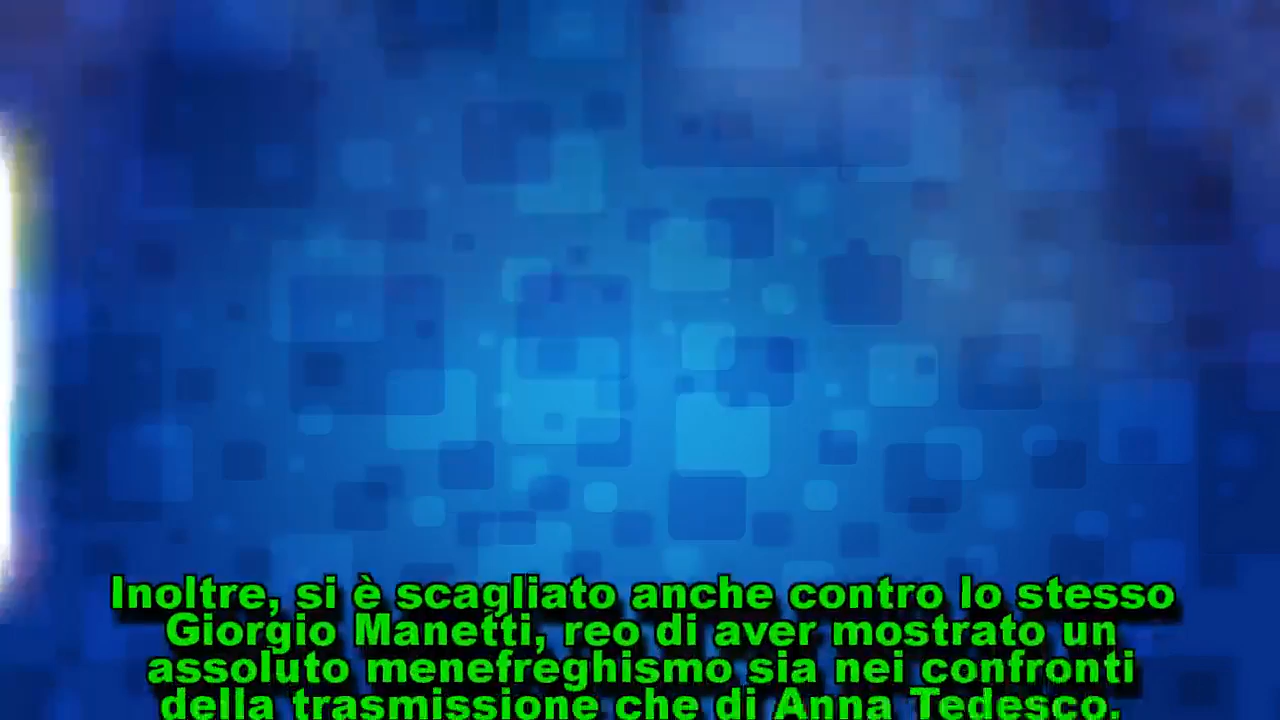 Inoltre, si è scagliato anche contro lo stesso
Giorgio Manetti, reo di aver mostrato un
assoluto menefreghismo sia nei confronti
della trasmissione che di Anna Tedesco.